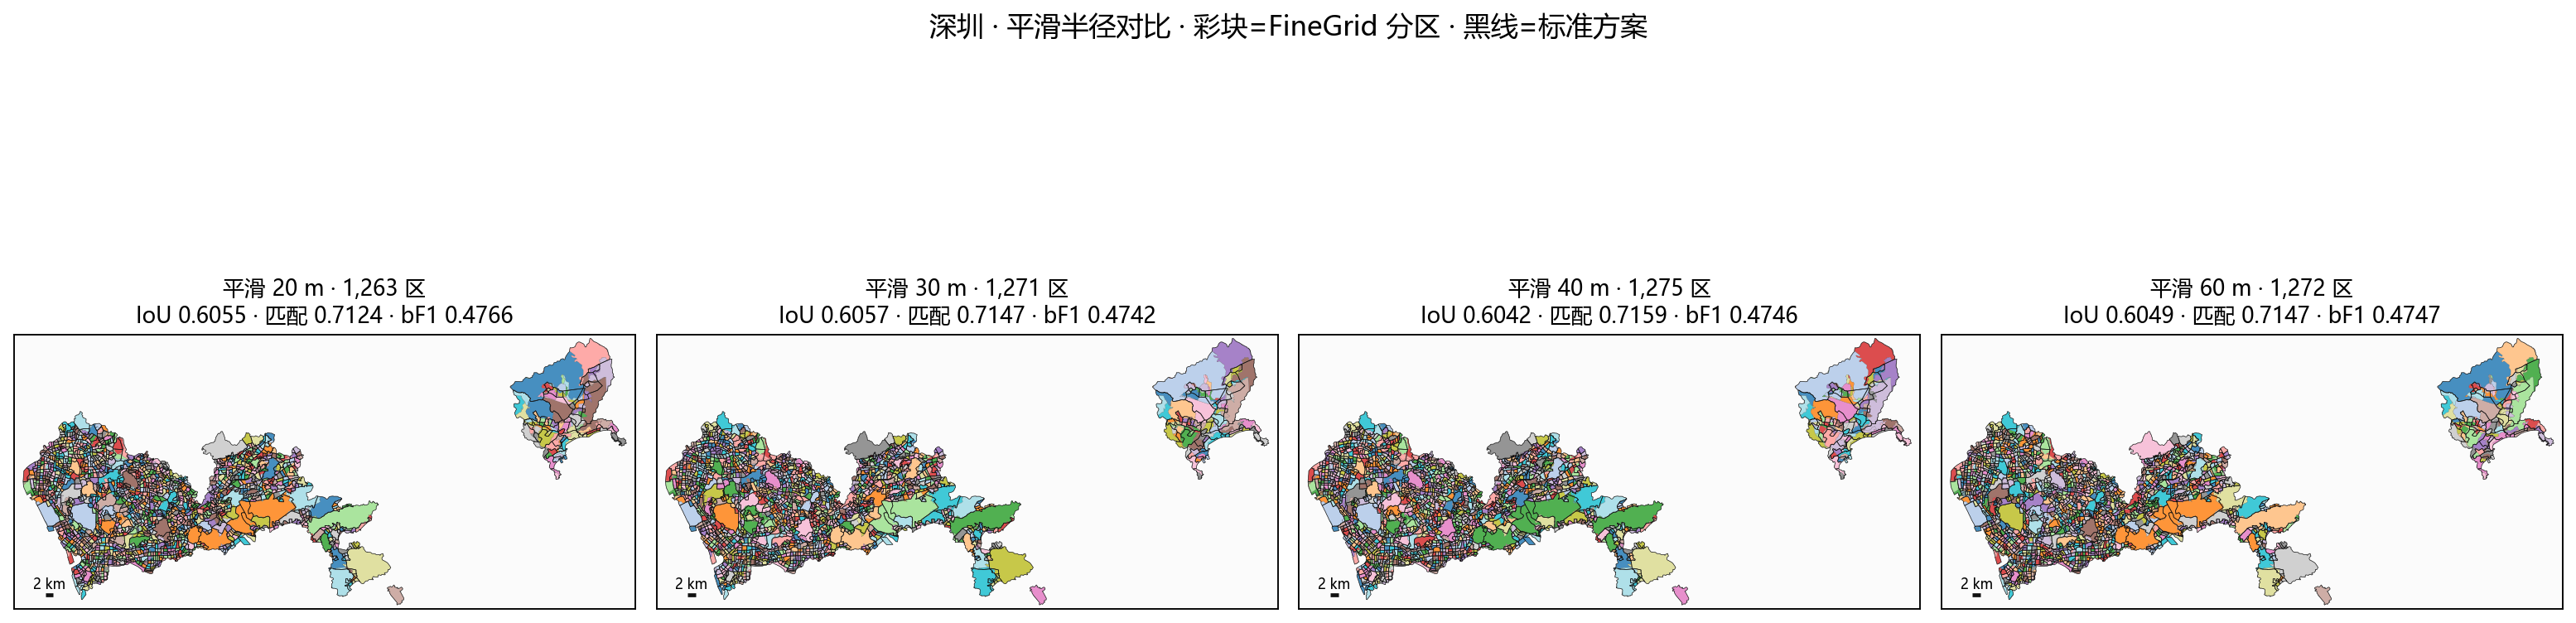 深圳 · 平滑半径对比 · 彩块=FineGrid 分区 · 黑线=标准方案
平滑 20 m · 1,263 区
IoU 0.6055 · 匹配 0.7124 · bF1 0.4766
2 km
平滑 30 m · 1,271 区
IoU 0.6057 · 匹配 0.7147 · bF1 0.4742
2 km
平滑 40 m · 1,275 区
IoU 0.6042 · 匹配 0.7159 · bF1 0.4746
2 km
平滑 60 m · 1,272 区
IoU 0.6049 · 匹配 0.7147 · bF1 0.4747
2 km